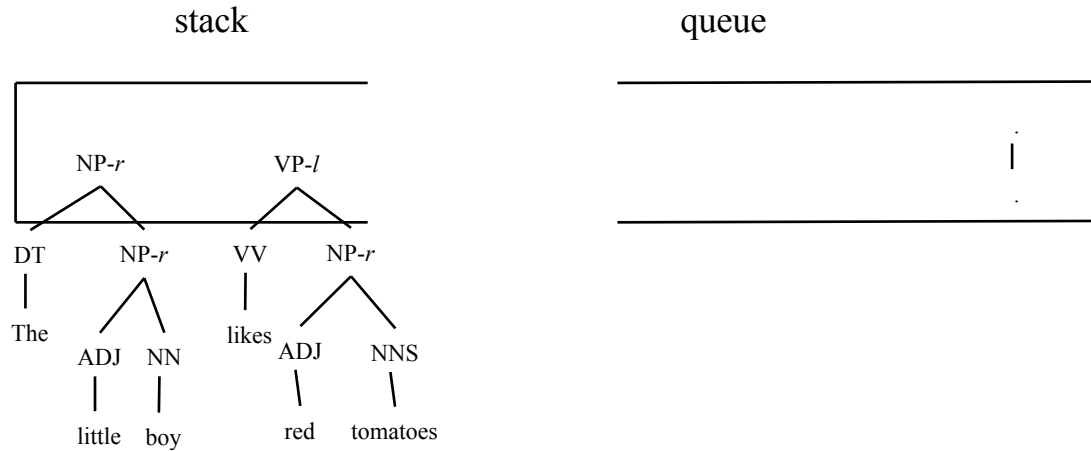 stack queue
NP-r VP-l .
.
DT NP-r VV NP-r
The likes
ADJ NN ADJ NNS
little boy red tomatoes